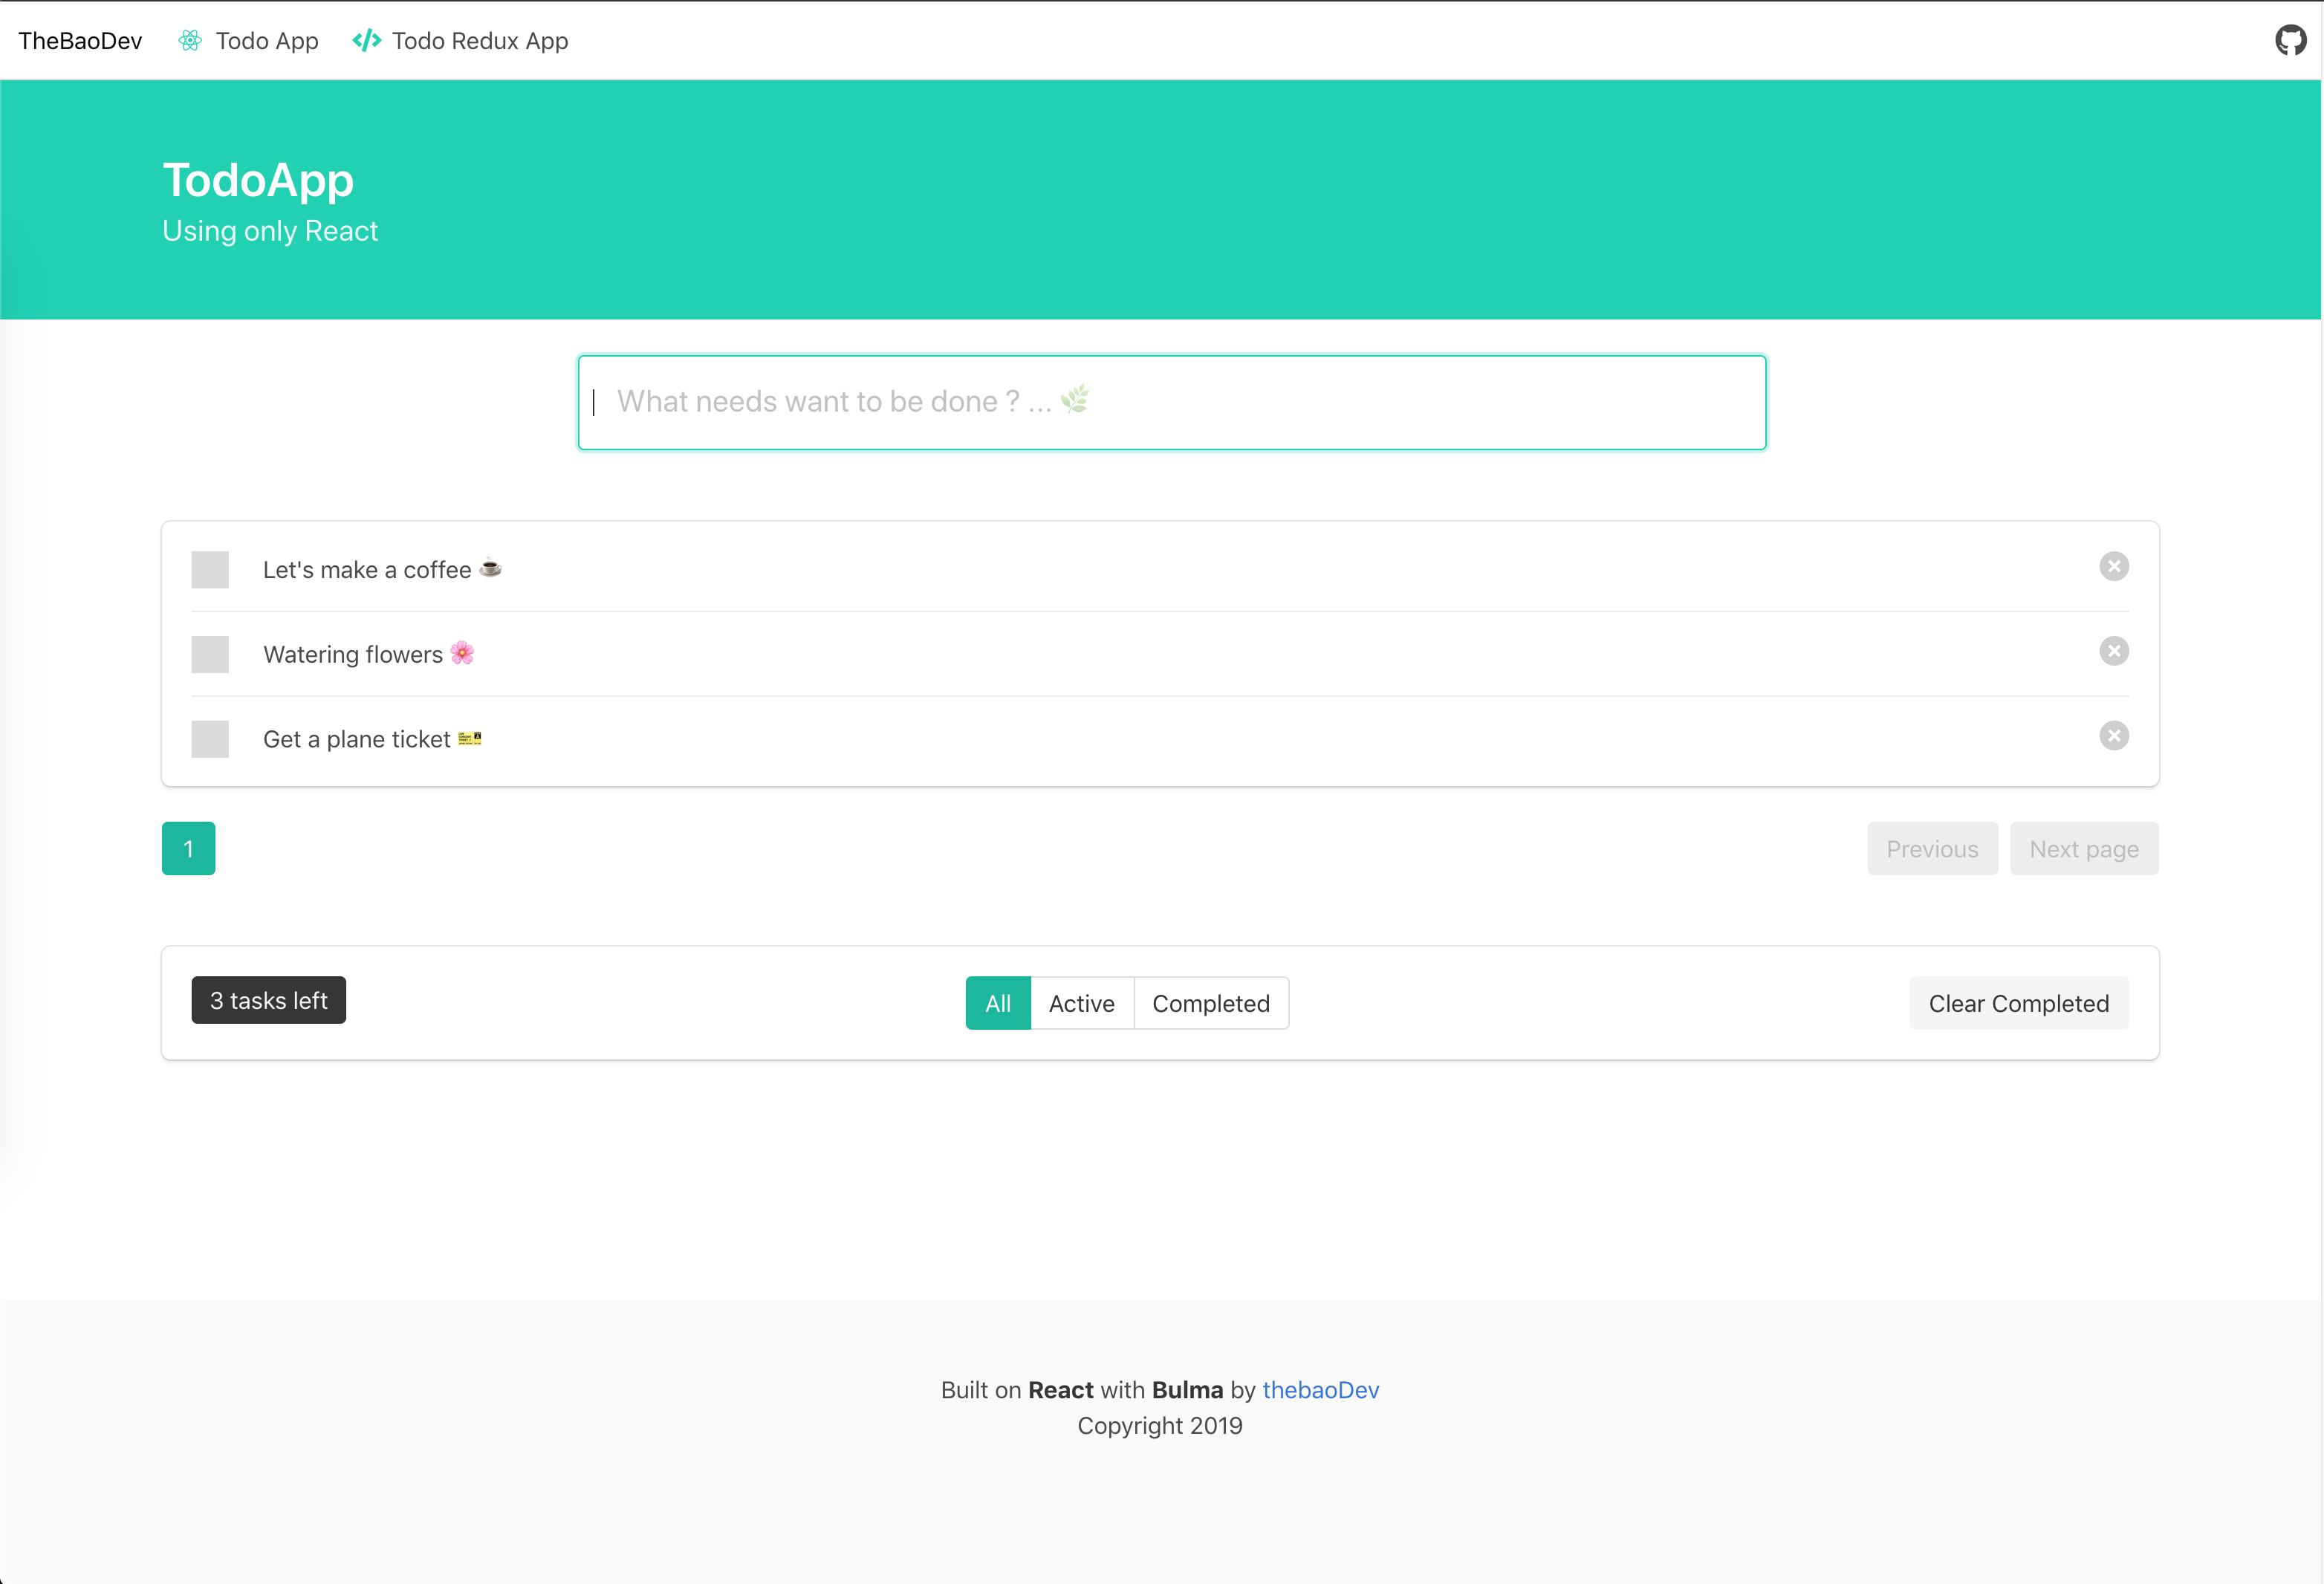 TheBaoDev Todo App Todo Redux App
TodoApp
Using only React
What needs want to be done ? ... 🌿
Let's make a coffee ☕
Watering flowers 🌸
Get a plane ticket 🎫
1 Previous Next page
3 tasks left All Active Completed Clear Completed
Built on React with Bulma by thebaoDev
Copyright 2019